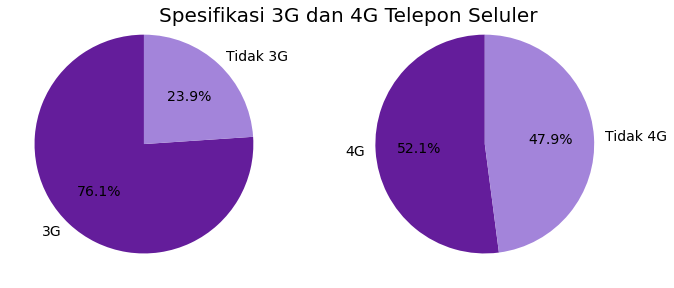 Spesifikasi 3G dan 4G Telepon Seluler
Tidak 3G
23.9%
76.1%
3G
Tidak 4G
47.9%
52.1%
4G